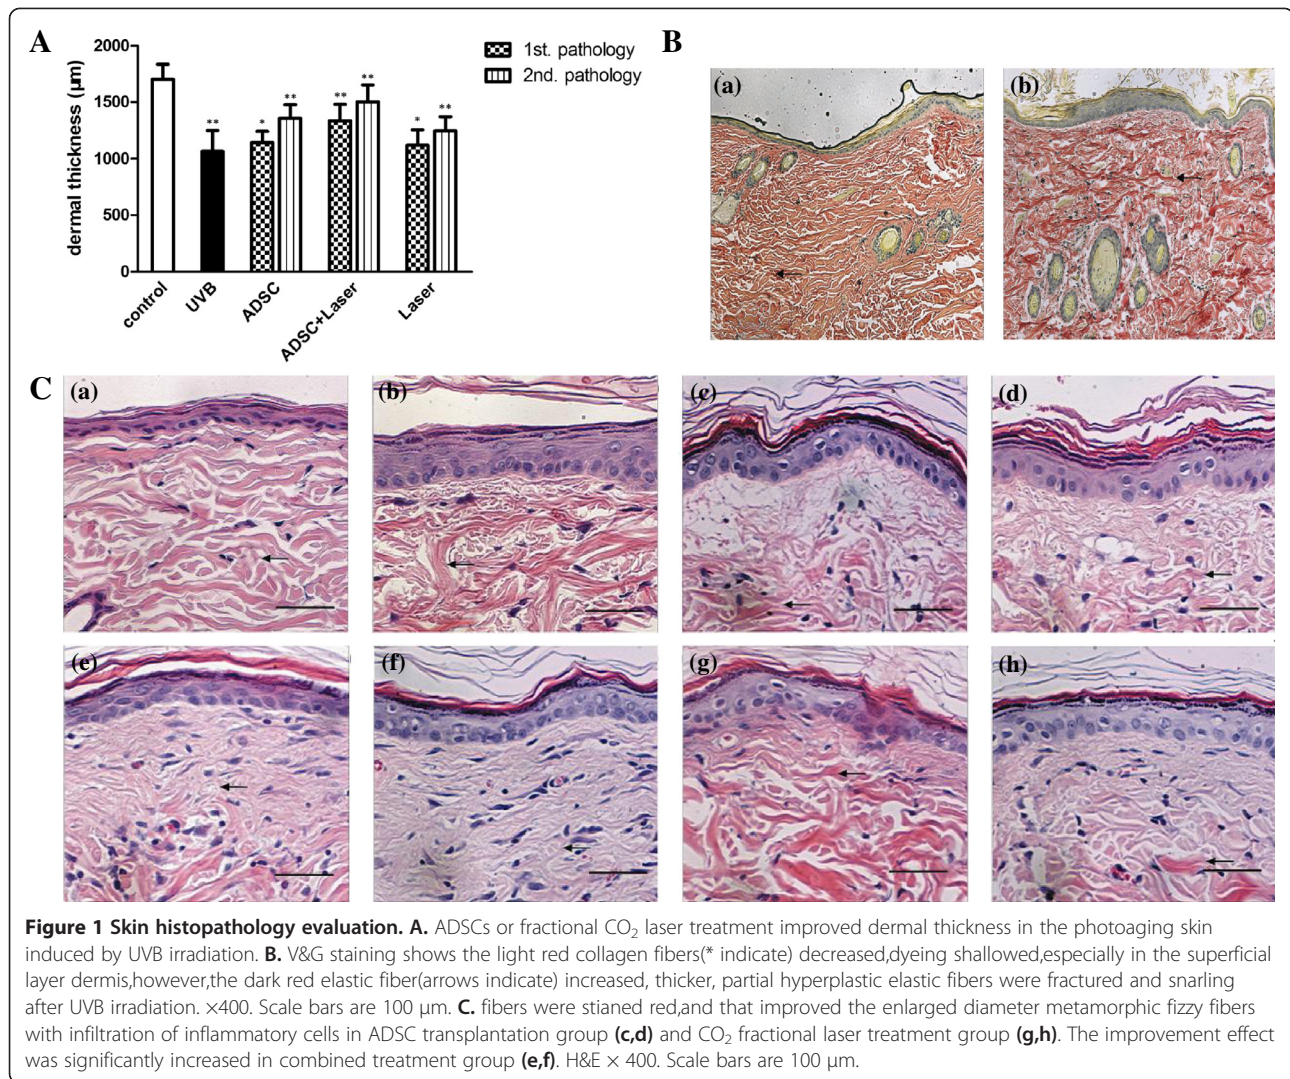 A
2000
1500
1000
500
0
dermal thickness (µm)
**
*
**
**
**
*
**
control
UVB
ADSC
ADSC+Laser
Laser
1st. pathology
2nd. pathology
B
(a)
(b)
C
(a)
(b)
(c)
(d)
(e)
(f)
(g)
(h)
Figure 1 Skin histopathology evaluation. A. ADSCs or fractional CO₂ laser treatment improved dermal thickness in the photoaging skin
induced by UVB irradiation. B. V&G staining shows the light red collagen fibers(* indicate) decreased,dyeing shallowed,especially in the superficial
layer dermis,however,the dark red elastic fiber(arrows indicate) increased, thicker, partial hyperplastic elastic fibers were fractured and snarling
after UVB irradiation. ×400. Scale bars are 100 µm. C. fibers were stianed red,and that improved the enlarged diameter metamorphic fizzy fibers
with infiltration of inflammatory cells in ADSC transplantation group (c,d) and CO₂ fractional laser treatment group (g,h). The improvement effect
was significantly increased in combined treatment group (e,f). H&E × 400. Scale bars are 100 µm.